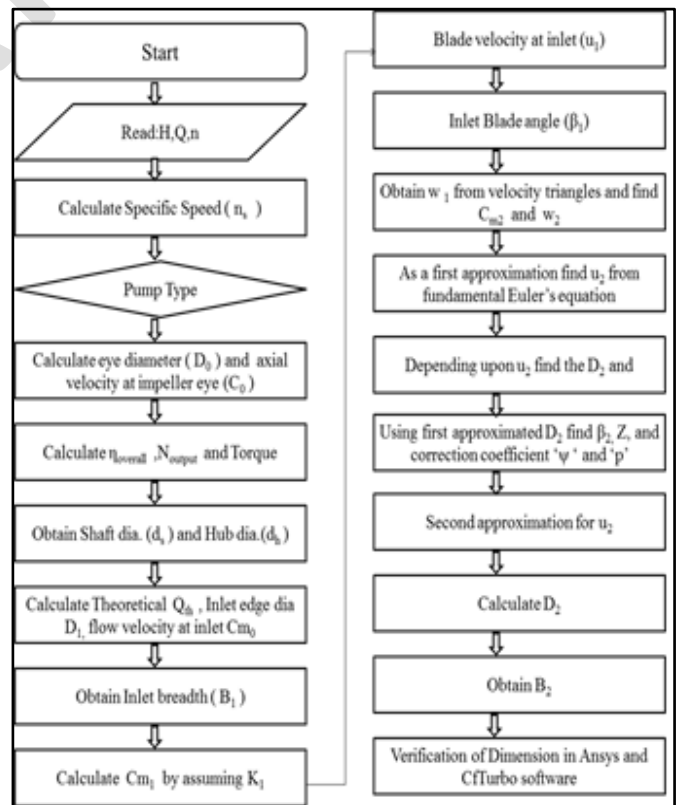 Start
Read:H,Q,n
Calculate Specific Speed ( nₛ )
Pump Type
Calculate eye diameter ( D₀ ) and axial
velocity at impeller eye (C₀ )
Calculate ηoverall ,Noutput and Torque
Obtain Shaft dia. (dₛ ) and Hub dia.(dₕ )
Calculate Theoretical Qth , Inlet edge dia
D₁, flow velocity at inlet Cm₀
Obtain Inlet breadth ( B₁ )
Calculate Cm₁ by assuming K₁
Blade velocity at inlet (u₁)
Inlet Blade angle (β₁)
Obtain w ₁ from velocity triangles and find
Cm2 and w₂
As a first approximation find u₂ from
fundamental Euler’s equation
Depending upon u₂ find the D₂ and
Using first approximated D₂ find β₂, Z, and
correction coefficient ‘ψ ‘ and ‘p’
Second approximation for u₂
Calculate D₂
Obtain B₂
Verification of Dimension in Ansys and
CfTurbo software